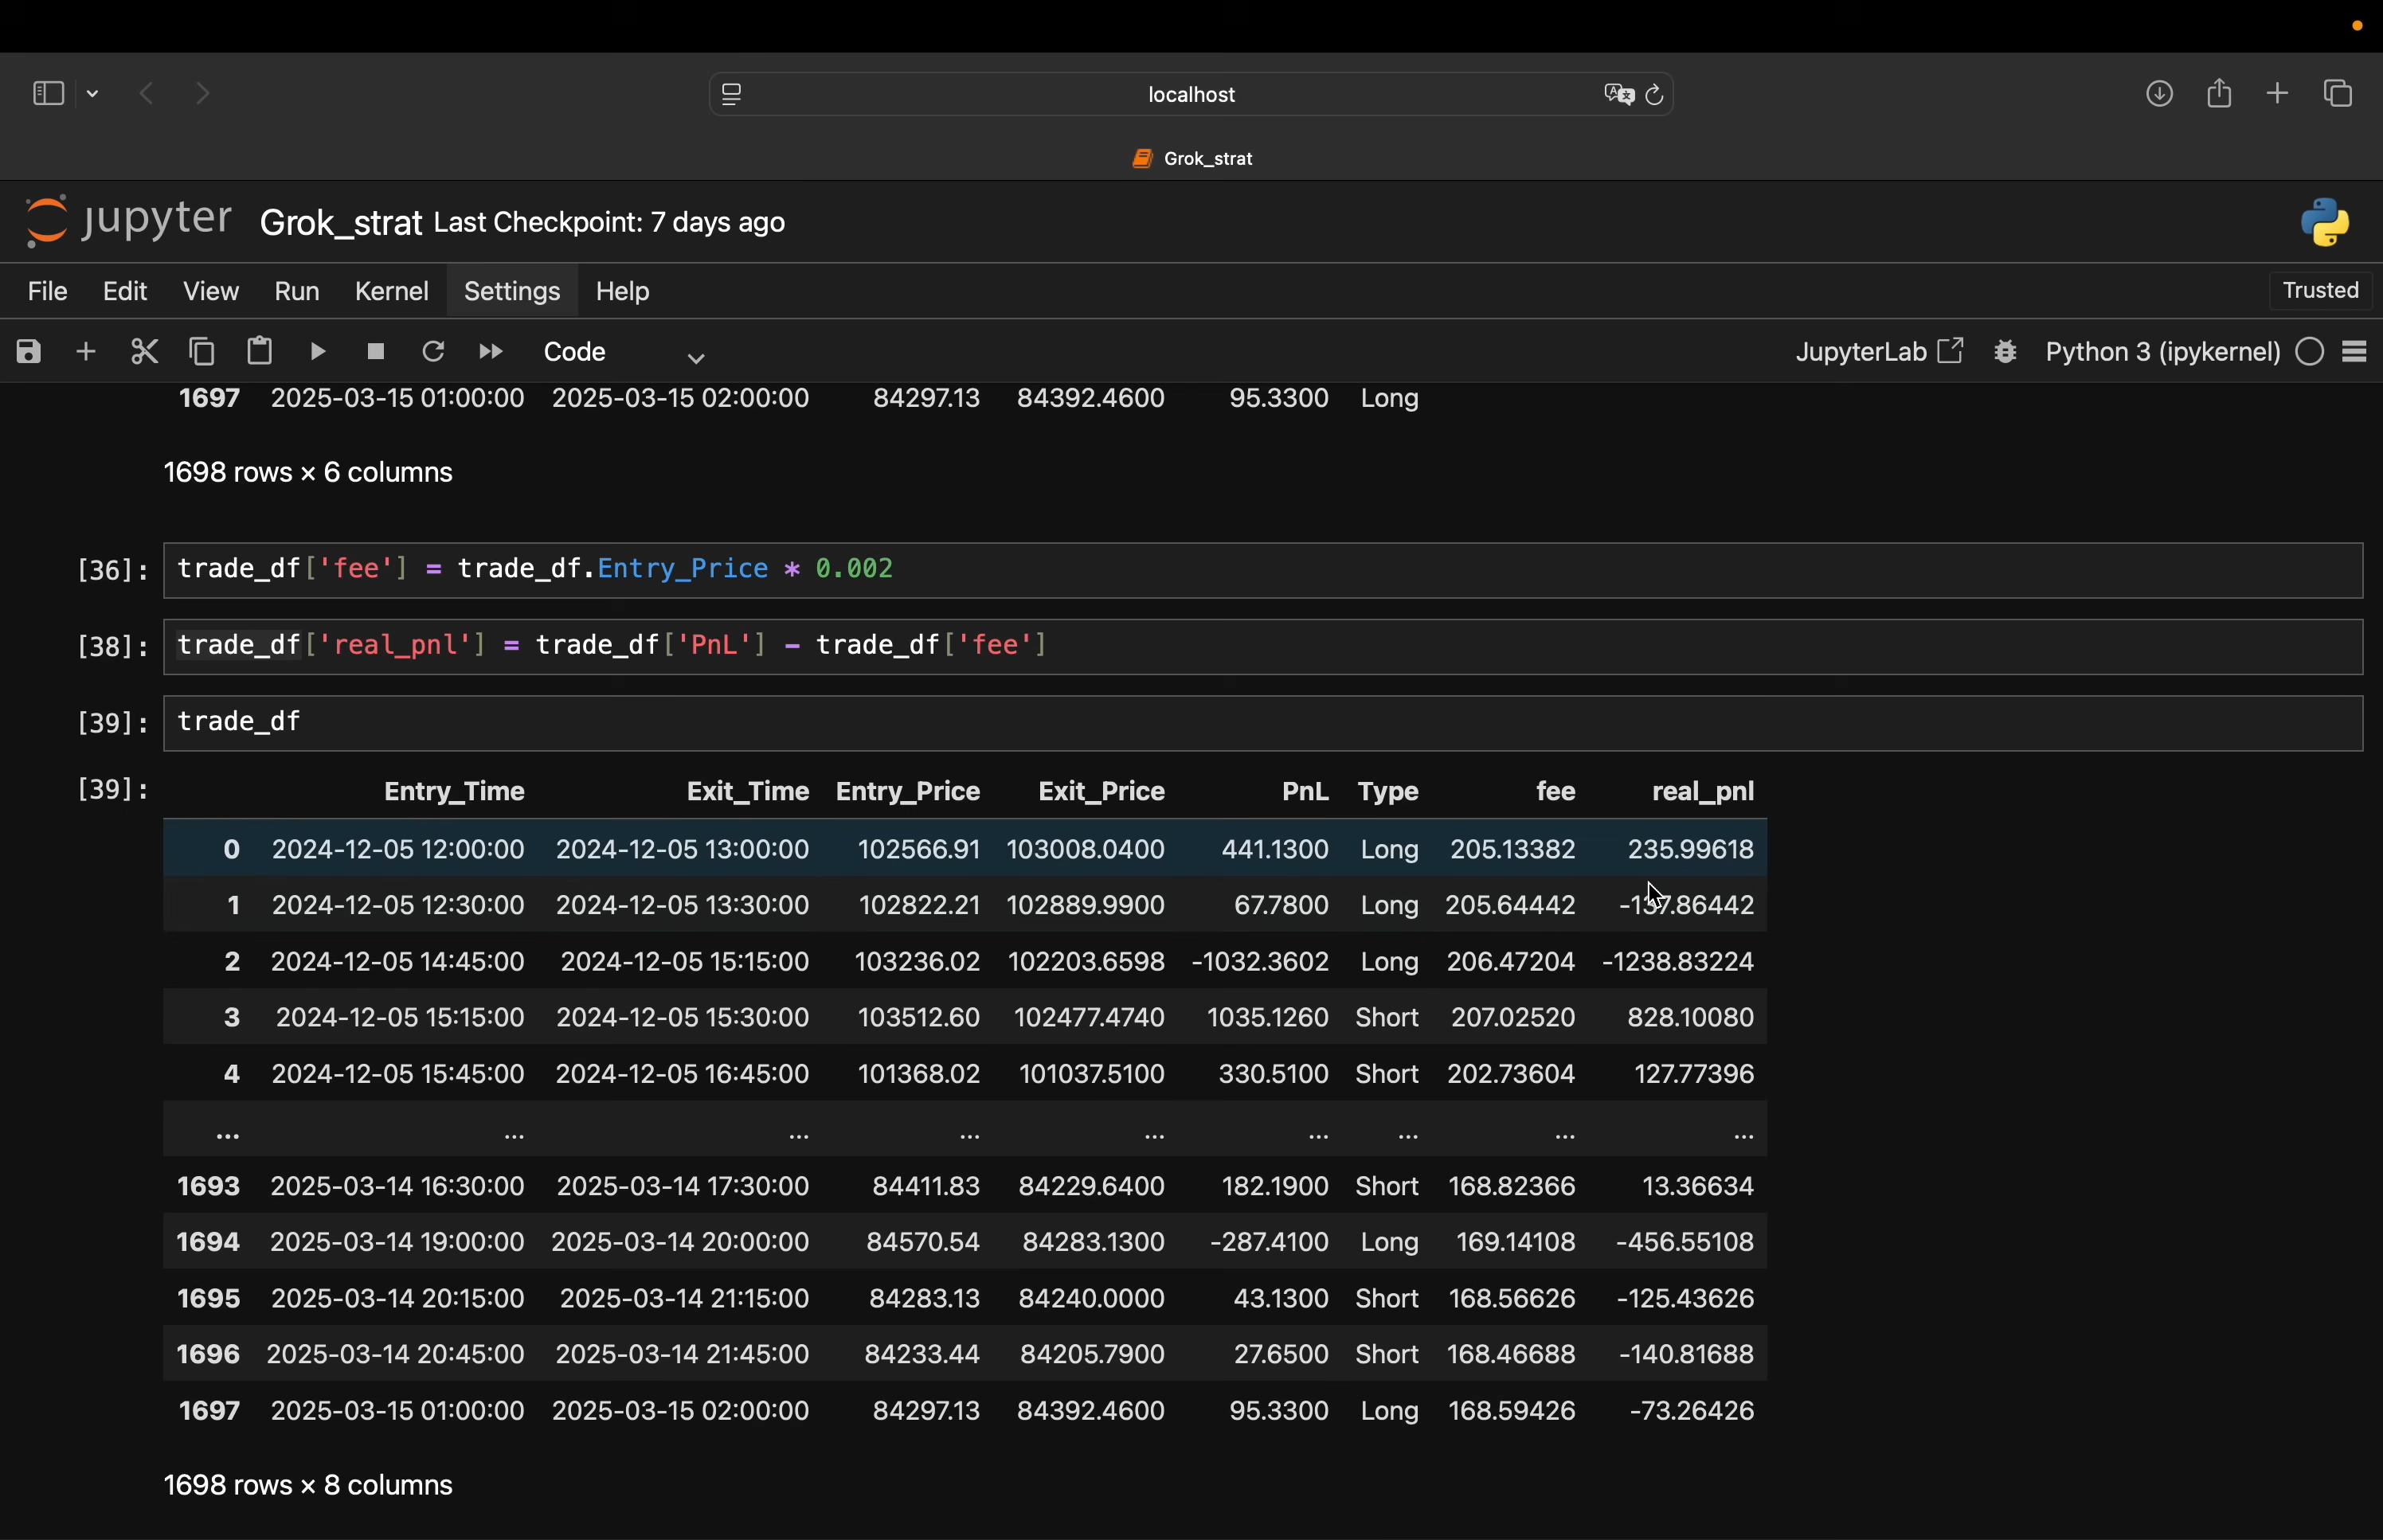 localhost
Grok_strat
jupyter Grok_strat Last Checkpoint: 7 days ago
File Edit View Run Kernel Settings Help Trusted
Code JupyterLab Python 3 (ipykernel)
1697 2025-03-15 01:00:00 2025-03-15 02:00:00 84297.13 84392.4600 95.3300 Long
1698 rows × 6 columns
[36]: trade_df['fee'] = trade_df.Entry_Price * 0.002
[38]: trade_df['real_pnl'] = trade_df['PnL'] - trade_df['fee']
[39]: trade_df
[39]: Entry_Time Exit_Time Entry_Price Exit_Price PnL Type fee real_pnl
0 2024-12-05 12:00:00 2024-12-05 13:00:00 102566.91 103008.0400 441.1300 Long 205.13382 235.99618
1 2024-12-05 12:30:00 2024-12-05 13:30:00 102822.21 102889.9900 67.7800 Long 205.64442 -137.86442
2 2024-12-05 14:45:00 2024-12-05 15:15:00 103236.02 102203.6598 -1032.3602 Long 206.47204 -1238.83224
3 2024-12-05 15:15:00 2024-12-05 15:30:00 103512.60 102477.4740 1035.1260 Short 207.02520 828.10080
4 2024-12-05 15:45:00 2024-12-05 16:45:00 101368.02 101037.5100 330.5100 Short 202.73604 127.77396
... ... ... ... ... ... ... ... ...
1693 2025-03-14 16:30:00 2025-03-14 17:30:00 84411.83 84229.6400 182.1900 Short 168.82366 13.36634
1694 2025-03-14 19:00:00 2025-03-14 20:00:00 84570.54 84283.1300 -287.4100 Long 169.14108 -456.55108
1695 2025-03-14 20:15:00 2025-03-14 21:15:00 84283.13 84240.0000 43.1300 Short 168.56626 -125.43626
1696 2025-03-14 20:45:00 2025-03-14 21:45:00 84233.44 84205.7900 27.6500 Short 168.46688 -140.81688
1697 2025-03-15 01:00:00 2025-03-15 02:00:00 84297.13 84392.4600 95.3300 Long 168.59426 -73.26426
1698 rows × 8 columns